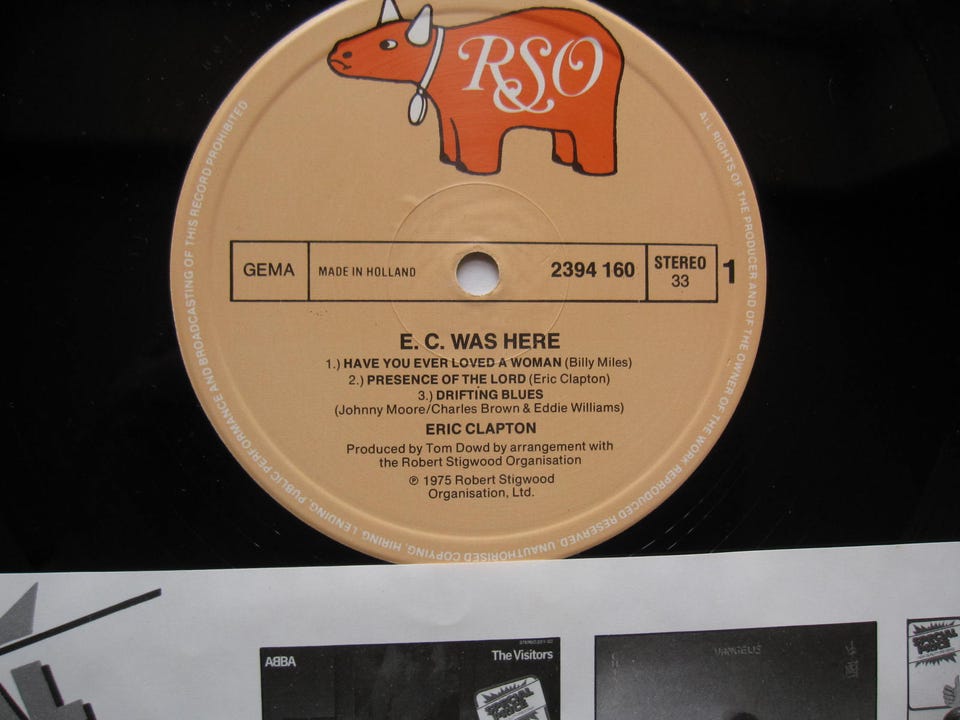 RSO
GEMA
MADE IN HOLLAND
2394 160
STEREO
33
1
E. C. WAS HERE
1.) HAVE YOU EVER LOVED A WOMAN (Billy Miles)
2.) PRESENCE OF THE LORD (Eric Clapton)
3.) DRIFTING BLUES
(Johnny Moore/Charles Brown & Eddie Williams)
ERIC CLAPTON
Produced by Tom Dowd by arrangement with
the Robert Stigwood Organisation
℗ 1975 Robert Stigwood
Organisation, Ltd.
ALL RIGHTS OF THE PRODUCER AND OF THE OWNER OF THE WORK REPRODUCED RESERVED. UNAUTHORISED COPYING, HIRING, LENDING, PUBLIC PERFORMANCE AND BROADCASTING OF THIS RECORD PROHIBITED
ABBA
The Visitors
SPECIAL
PRICE
VANGELIS
SPECIAL
PRICE